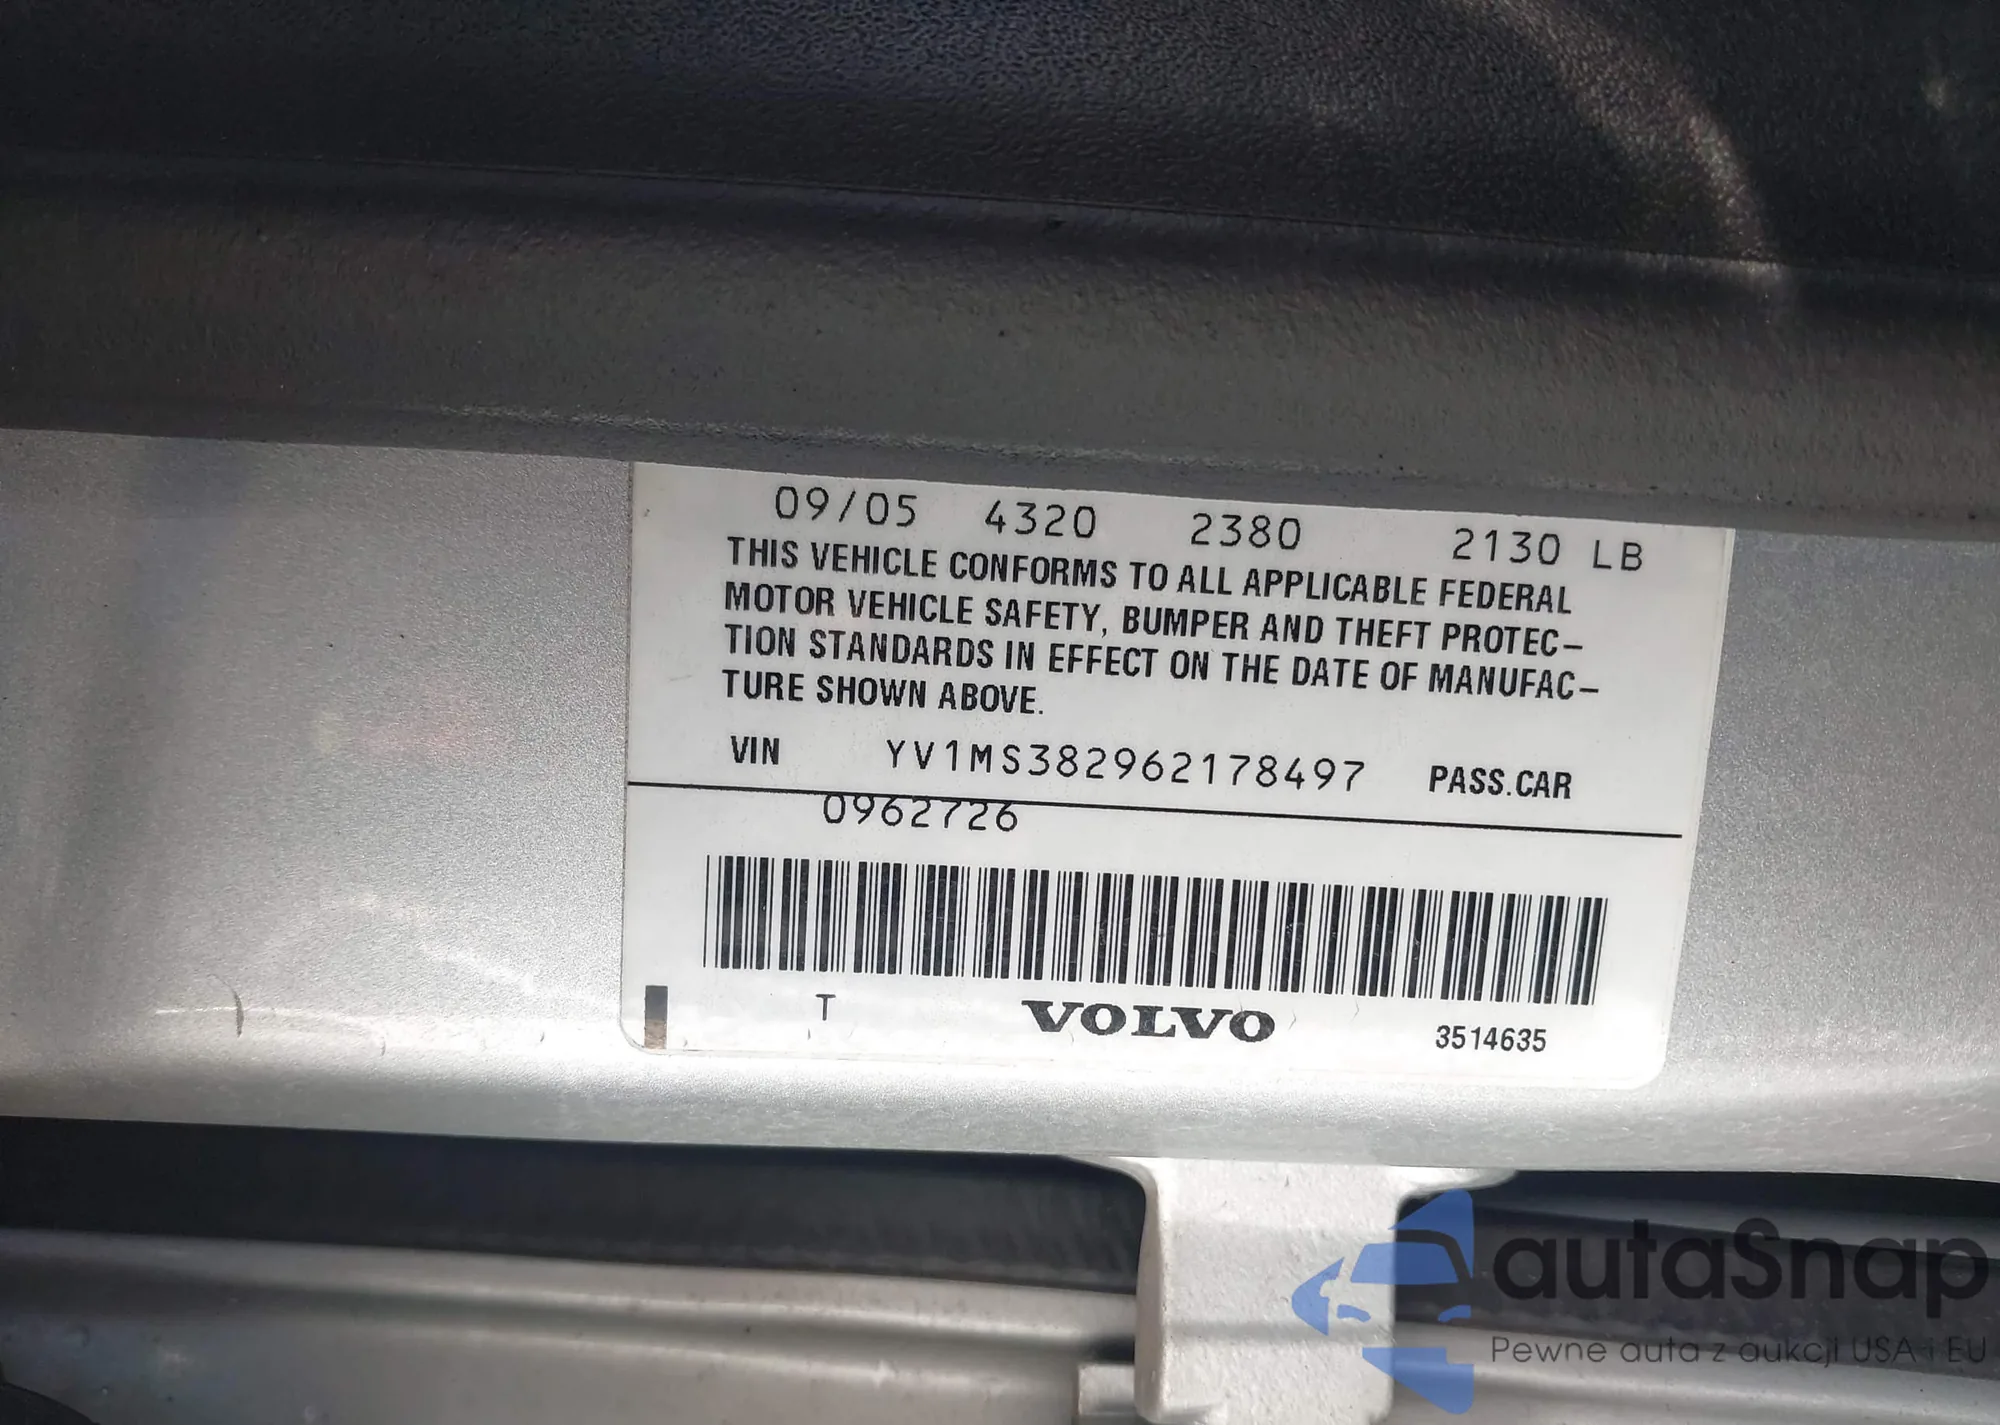 09/05 4320 2380 2130 LB
THIS VEHICLE CONFORMS TO ALL APPLICABLE FEDERAL
MOTOR VEHICLE SAFETY, BUMPER AND THEFT PROTEC-
TION STANDARDS IN EFFECT ON THE DATE OF MANUFAC-
TURE SHOWN ABOVE.
VIN YV1MS382962178497 PASS.CAR
0962726
T VOLVO 3514635
autaSnap
Pewne auta z aukcji USA i EU